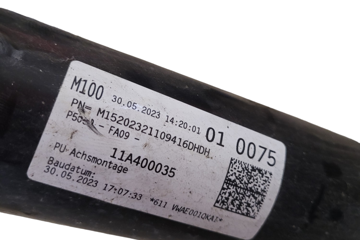 M100 30.05.2023 14:20:01 01 0075
PN= M15202321109416DHDH
- FA09 -
PU-Achsmontage 11A400035
Baudatum:
30.05.2023 17:07:33 *611 VWAE0010KA1*